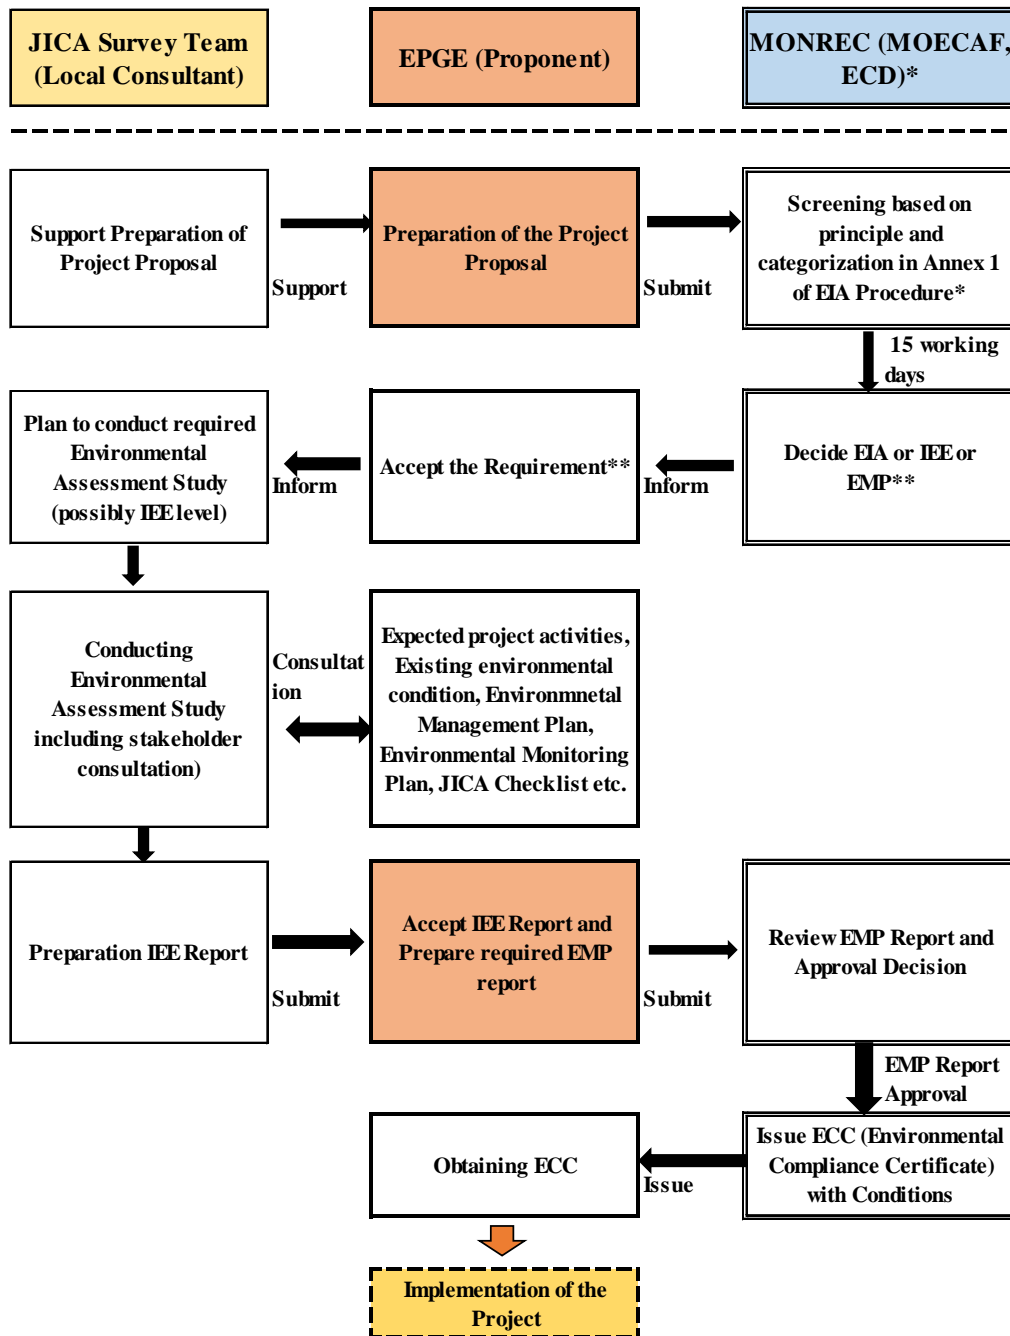 JICA Survey Team
(Local Consultant)
EPGE (Proponent)
MONREC (MOECAF,
ECD)*
Support Preparation of
Project Proposal
Support
Preparation of the Project
Proposal
Submit
Screening based on
principle and
categorization in Annex 1
of EIA Procedure*
15 working
days
Plan to conduct required
Environmental
Assessment Study
(possibly IEE level)
Inform
Accept the Requirement**
Inform
Decide EIA or IEE or
EMP**
Conducting
Environmental
Assessment Study
including stakeholder
consultation)
Consultat
ion
Expected project activities,
Existing environmental
condition, Environmnetal
Management Plan,
Environmental Monitoring
Plan, JICA Checklist etc.
Preparation IEE Report
Submit
Accept IEE Report and
Prepare required EMP
report
Submit
Review EMP Report and
Approval Decision
EMP Report
Approval
Obtaining ECC
Issue
Issue ECC (Environmental
Compliance Certificate)
with Conditions
Implementation of the
Project